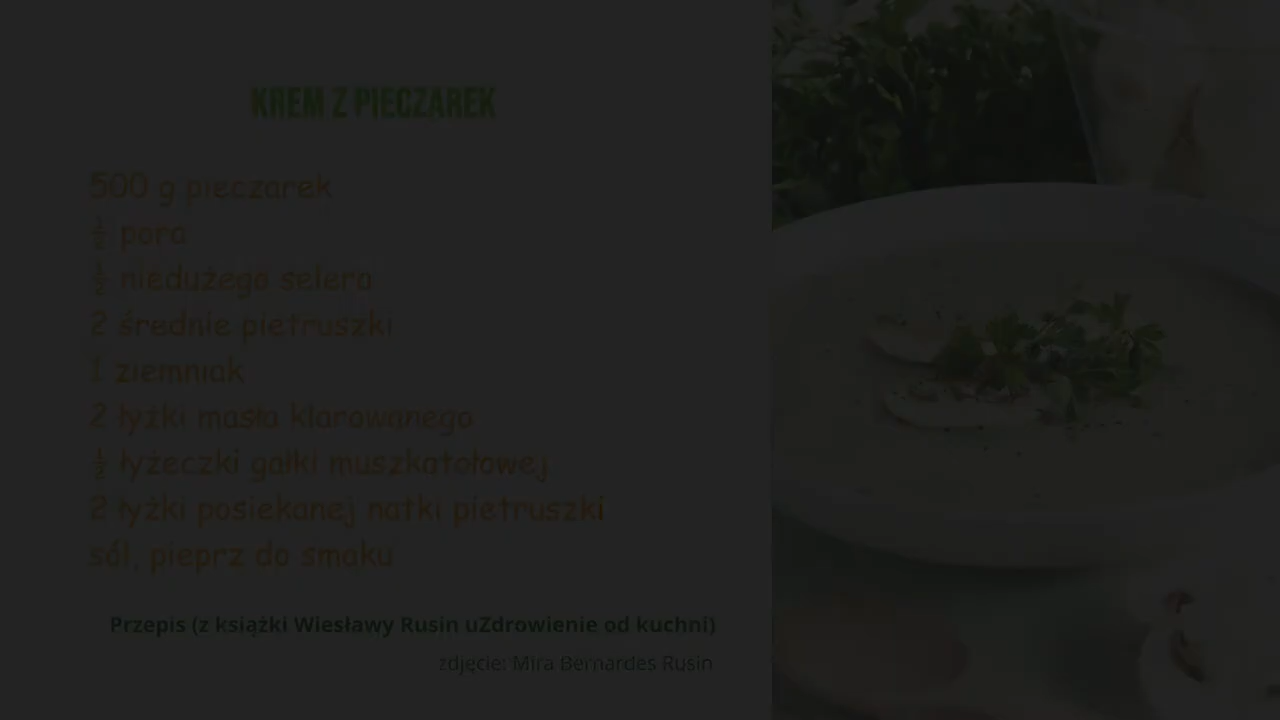 KREM Z PIECZAREK
500 g pieczarek
½ pora
½ niedużego selera
2 średnie pietruszki
1 ziemniak
2 łyżki masła klarowanego
½ łyżeczki gałki muszkatołowej
2 łyżki posiekanej natki pietruszki
sól, pieprz do smaku
Przepis (z książki Wiesławy Rusin uZdrowienie od kuchni)
zdjęcie: Mira Bernardes Rusin